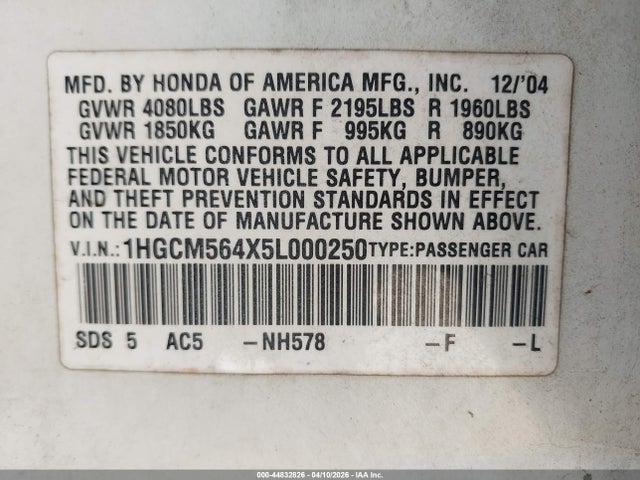 MFD. BY HONDA OF AMERICA MFG., INC. 12/'04
GVWR 4080LBS GAWR F 2195LBS R 1960LBS
GVWR 1850KG GAWR F 995KG R 890KG
THIS VEHICLE CONFORMS TO ALL APPLICABLE
FEDERAL MOTOR VEHICLE SAFETY, BUMPER,
AND THEFT PREVENTION STANDARDS IN EFFECT
ON THE DATE OF MANUFACTURE SHOWN ABOVE.
V.I.N.:1HGCM564X5L000250TYPE:PASSENGER CAR
SDS 5 AC5 –NH578 –F –L
000-44832826 | 04/10/2026 | IAA Inc.